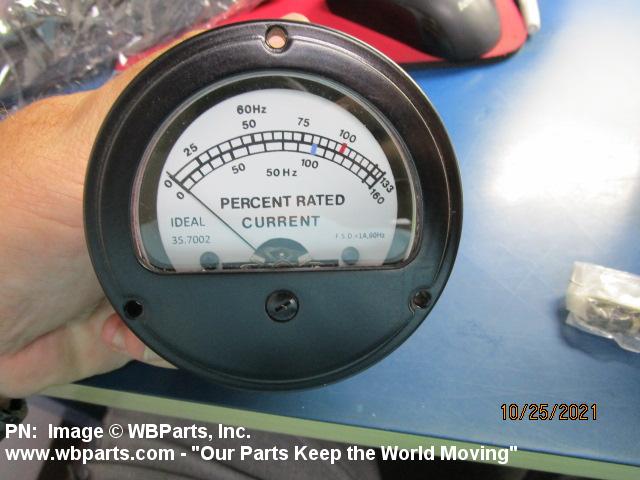 60Hz
0 25 50 75 100 133
0 50 100 160
50 Hz
PERCENT RATED
CURRENT
IDEAL
35.7002
F.S.D.=1A,60Hz
10/25/2021
PN: Image © WBParts, Inc.
www.wbparts.com - "Our Parts Keep the World Moving"